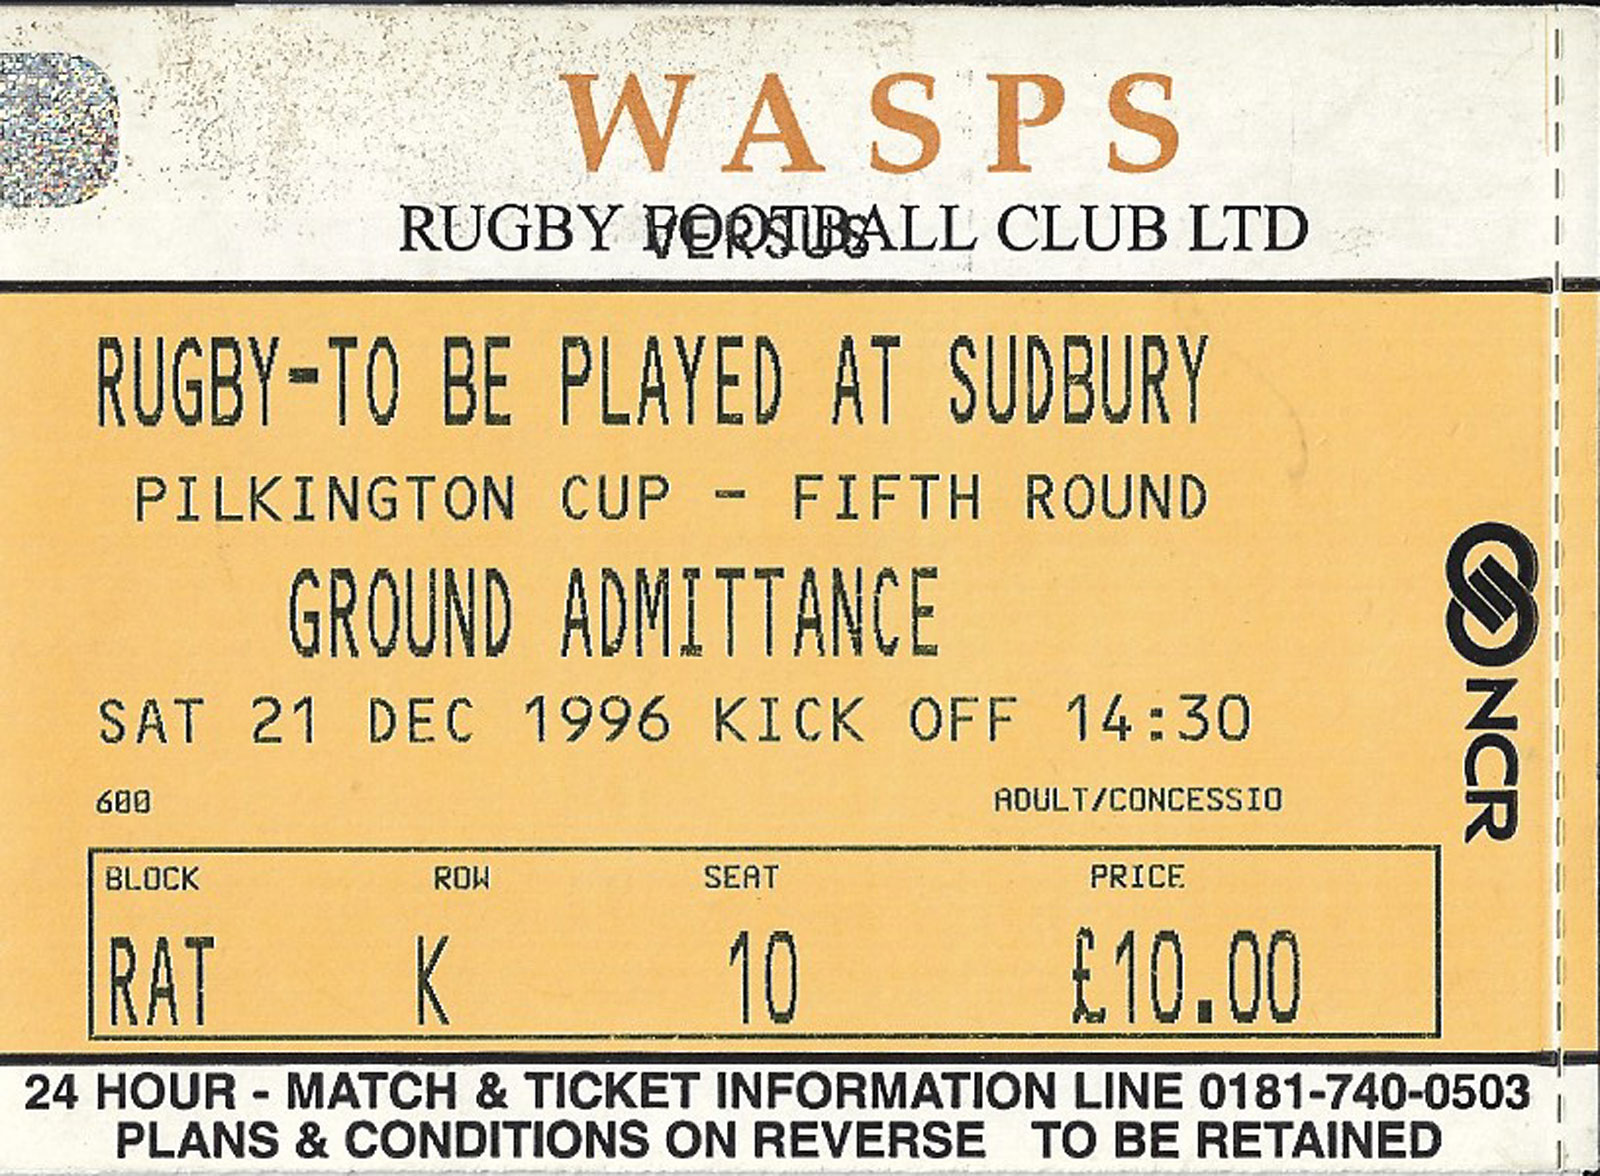 WASPS
RUGBY FOOTBALL CLUB LTD
VERSUS
RUGBY-TO BE PLAYED AT SUDBURY
PILKINGTON CUP - FIFTH ROUND
GROUND ADMITTANCE
SAT 21 DEC 1996 KICK OFF 14:30
600 ADULT/CONCESSIO
BLOCK ROW SEAT PRICE
RAT K 10 £10.00
NCR
24 HOUR - MATCH & TICKET INFORMATION LINE 0181-740-0503
PLANS & CONDITIONS ON REVERSE TO BE RETAINED